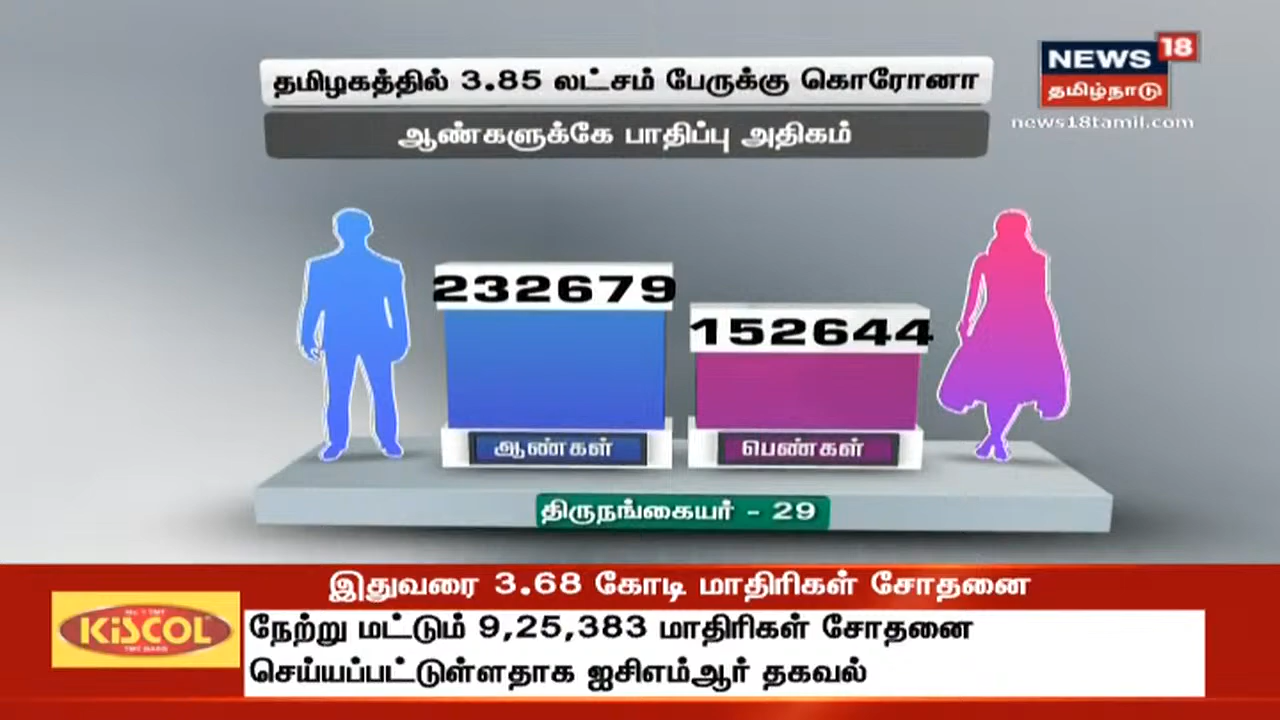 தமிழகத்தில் 3.85 லட்சம் பேருக்கு கொரோனா
ஆண்களுக்கே பாதிப்பு அதிகம்
NEWS 18
தமிழ்நாடு
news18tamil.com
232679
152644
ஆண்கள்
பெண்கள்
திருநங்கையர் - 29
இதுவரை 3.68 கோடி மாதிரிகள் சோதனை
KiSCOL
நேற்று மட்டும் 9,25,383 மாதிரிகள் சோதனை
செய்யப்பட்டுள்ளதாக ஐசிஎம்ஆர் தகவல்